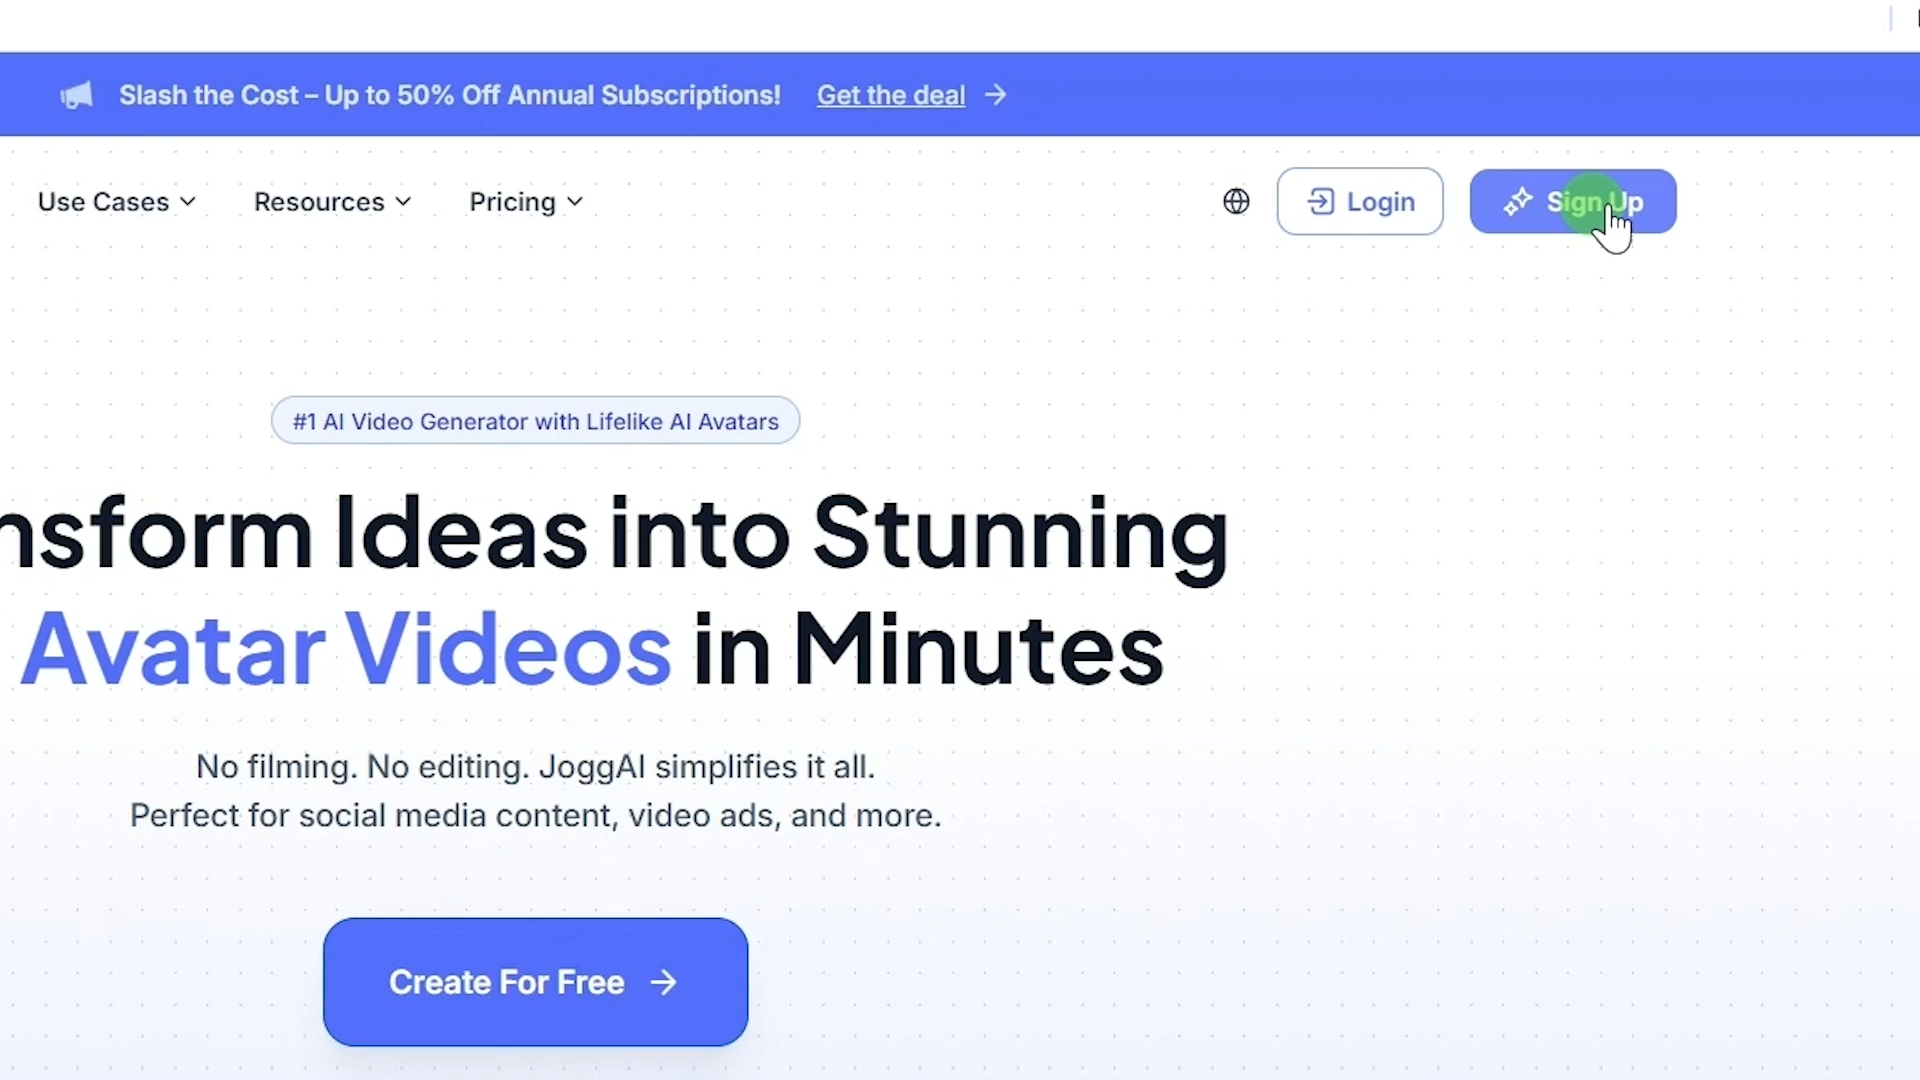 Slash the Cost – Up to 50% Off Annual Subscriptions! Get the deal →
Use Cases Resources Pricing Login Sign Up
#1 AI Video Generator with Lifelike AI Avatars
nsform Ideas into Stunning
Avatar Videos in Minutes
No filming. No editing. JoggAI simplifies it all.
Perfect for social media content, video ads, and more.
Create For Free →